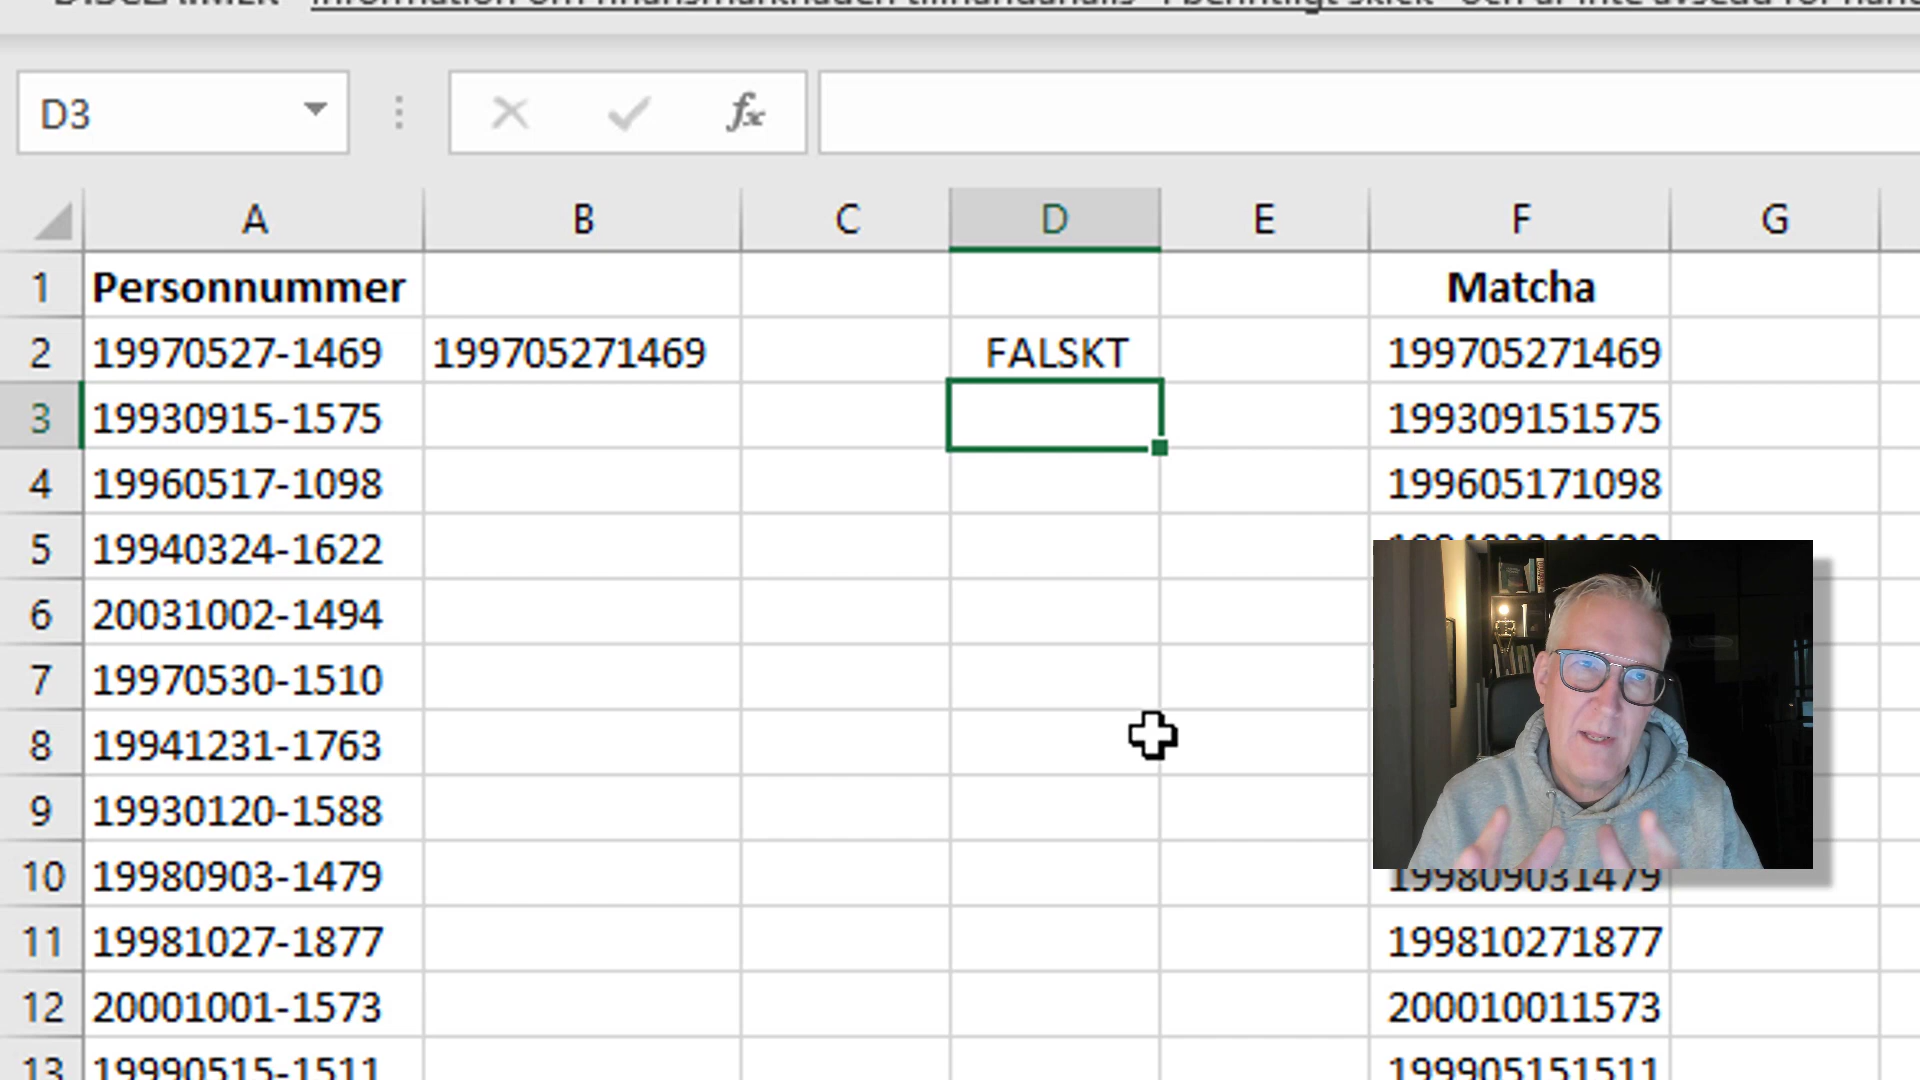 D3 fx
A B C D E F G
1 Personnummer Matcha
2 19970527-1469 199705271469 FALSKT 199705271469
3 19930915-1575 199309151575
4 19960517-1098 199605171098
5 19940324-1622
6 20031002-1494
7 19970530-1510
8 19941231-1763
9 19930120-1588
10 19980903-1479 199809031479
11 19981027-1877 199810271877
12 20001001-1573 200010011573
13 19990515-1511 199905151511